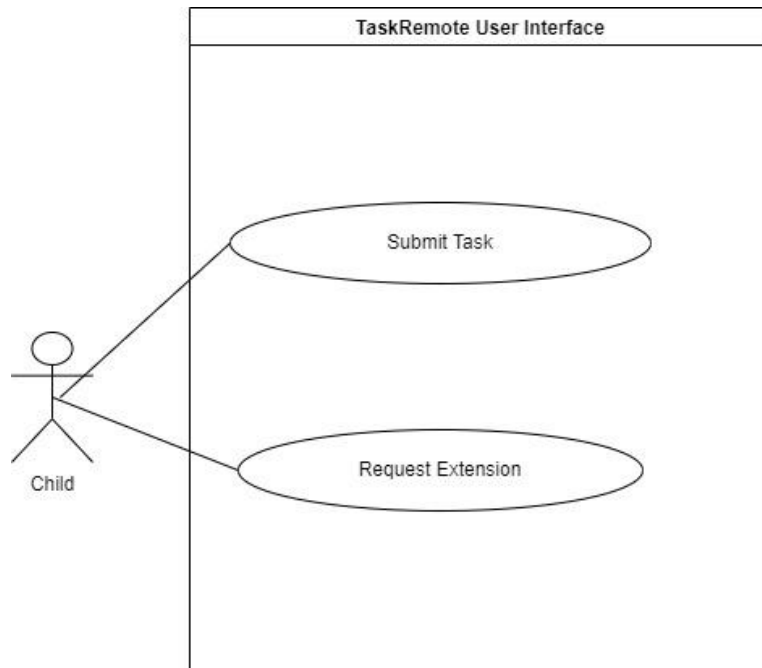 TaskRemote User Interface
Submit Task
Request Extension
Child